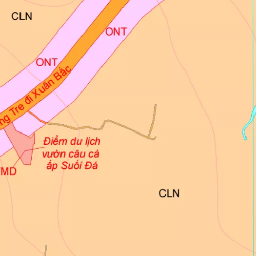 CLN
ONT
ONT
ng Tre đi Xuân Bắc
Điểm du lịch
vườn câu cá
ấp Suối Đá
MD
CLN